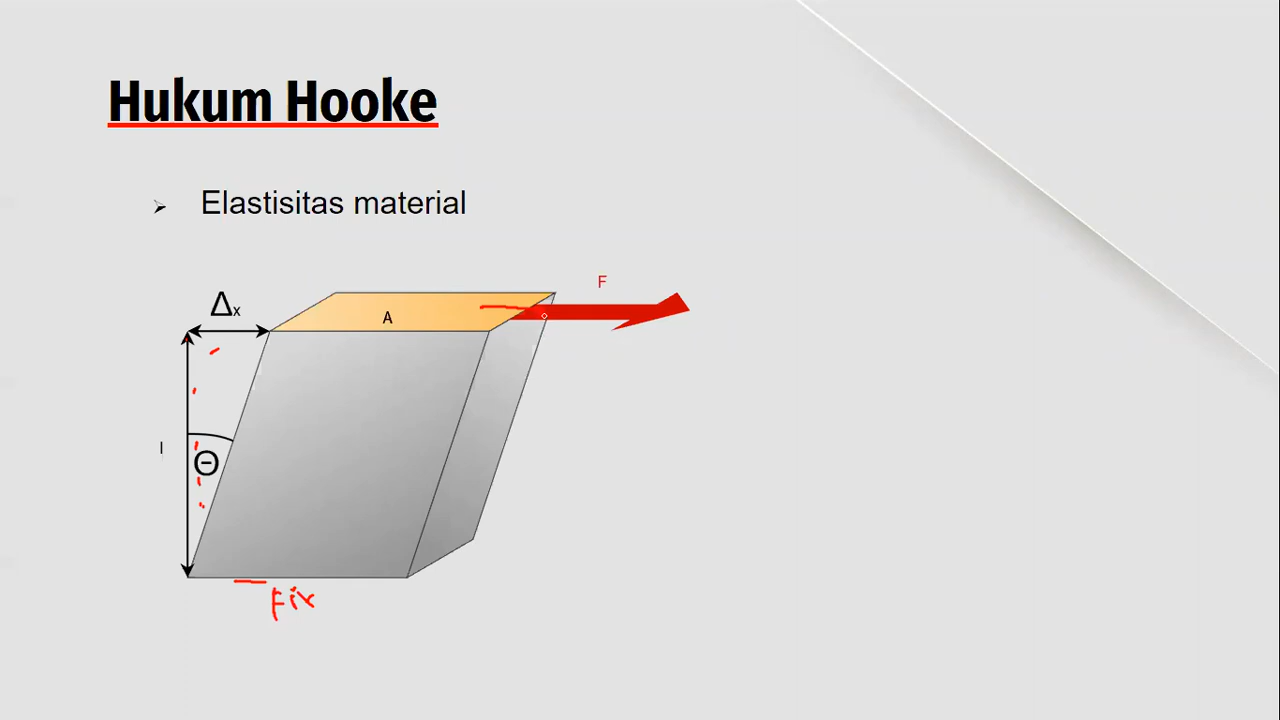 Hukum Hooke
Elastisitas material
F
Δx
A
l
Θ
Fix